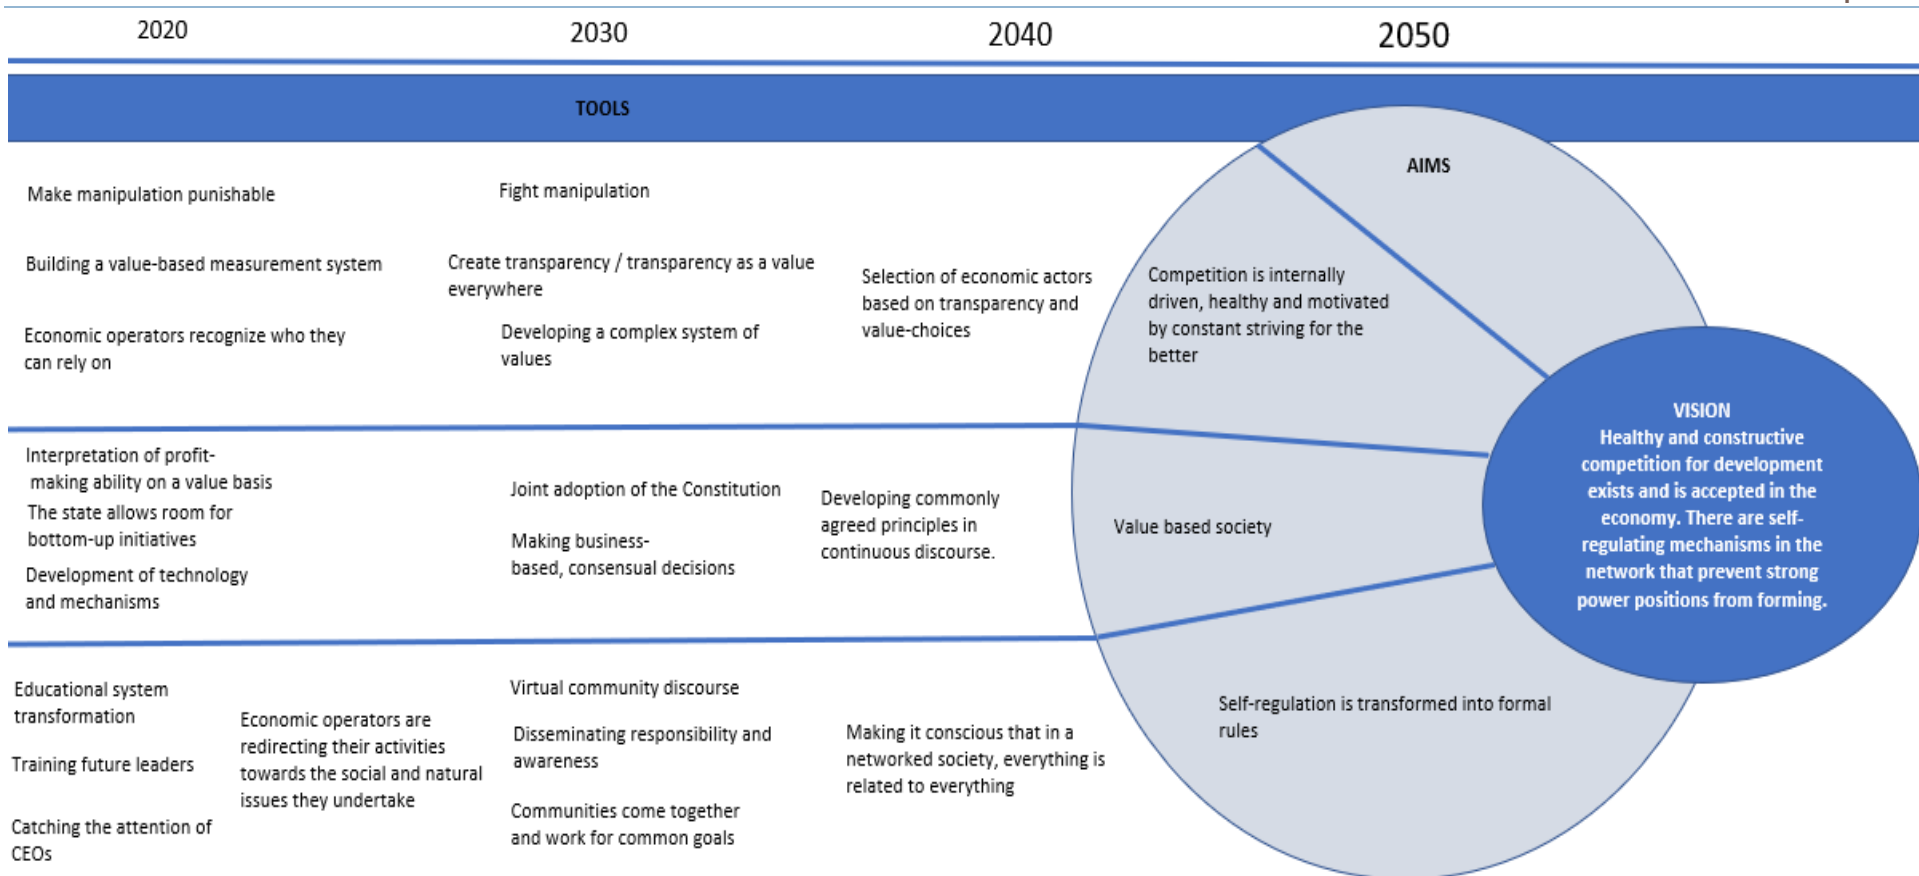 2020
2030
2040
2050
TOOLS
AIMS
Make manipulation punishable
Building a value-based measurement system
Economic operators recognize who they
can rely on
Fight manipulation
Create transparency / transparency as a value
everywhere
Developing a complex system of
values
Selection of economic actors
based on transparency and
value-choices
Competition is internally
driven, healthy and motivated
by constant striving for the
better
Interpretation of profit-
making ability on a value basis
The state allows room for
bottom-up initiatives
Development of technology
and mechanisms
Joint adoption of the Constitution
Making business-
based, consensual decisions
Developing commonly
agreed principles in
continuous discourse.
Value based society
Educational system
transformation
Training future leaders
Catching the attention of
CEOs
Economic operators are
redirecting their activities
towards the social and natural
issues they undertake
Virtual community discourse
Disseminating responsibility and
awareness
Communities come together
and work for common goals
Making it conscious that in a
networked society, everything is
related to everything
Self-regulation is transformed into formal
rules
VISION
Healthy and constructive
competition for development
exists and is accepted in the
economy. There are self-
regulating mechanisms in the
network that prevent strong
power positions from forming.